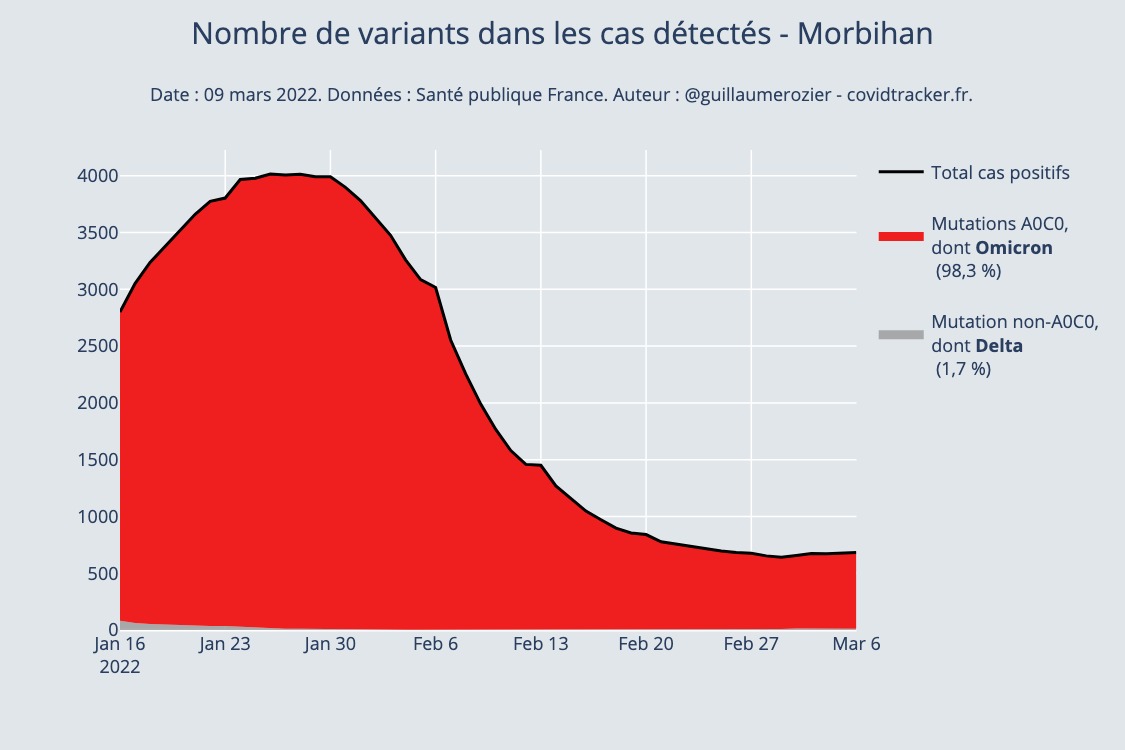 Nombre de variants dans les cas détectés - Morbihan
Date : 09 mars 2022. Données : Santé publique France. Auteur : @guillaumerozier - covidtracker.fr.
4000
3500
3000
2500
2000
1500
1000
500
0
Jan 16
2022
Jan 23
Jan 30
Feb 6
Feb 13
Feb 20
Feb 27
Mar 6
Total cas positifs
Mutations A0C0,
dont Omicron
(98,3 %)
Mutation non-A0C0,
dont Delta
(1,7 %)